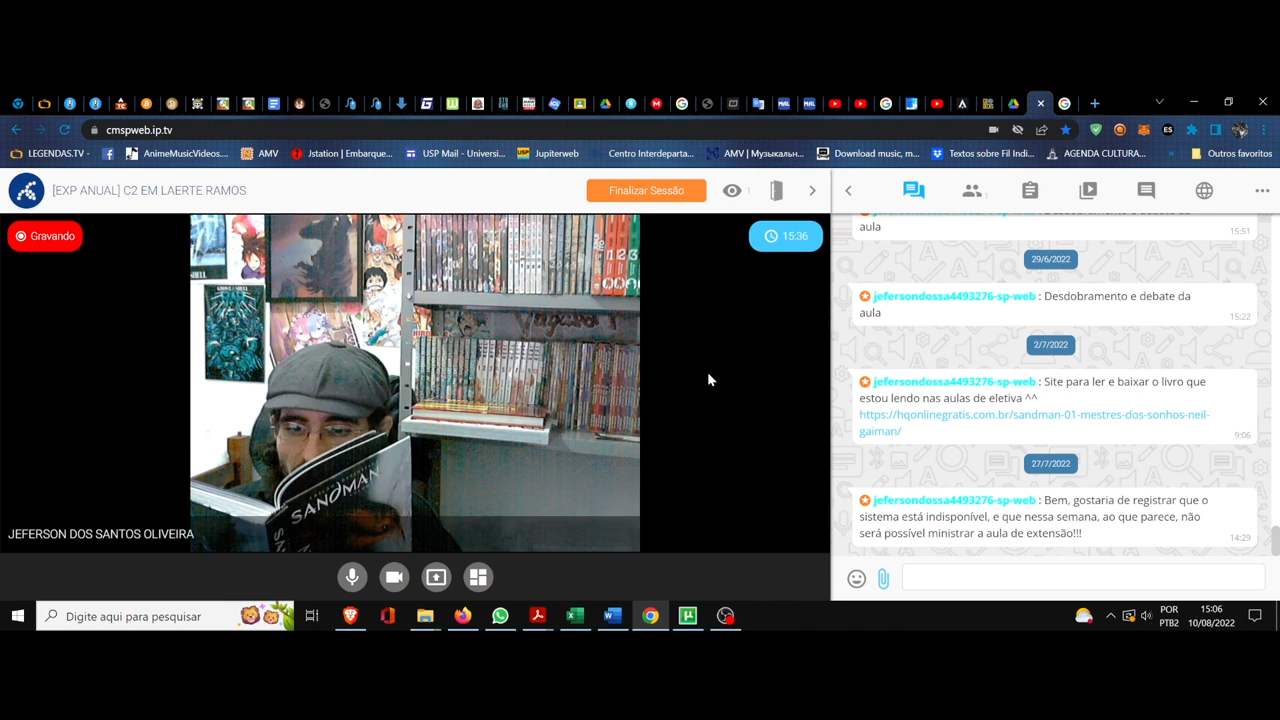 cmspweb.ip.tv
LEGENDAS.TV -
AnimeMusicVideos....
AMV
Jstation | Embarque...
USP Mail - Universi...
Jupiterweb
Centro Interdeparta...
AMV | Музыкальн...
Download music, m...
Textos sobre Fil Indi...
AGENDA CULTURA...
»
Outros favoritos
[EXP ANUAL] C2 EM LAERTE RAMOS
Finalizar Sessão
1
1
Gravando
15:36
SANDMAN
JEFERSON DOS SANTOS OLIVEIRA
aula
15:51
29/6/2022
jefersondossa4493276-sp-web : Desdobramento e debate da
aula
15:22
2/7/2022
jefersondossa4493276-sp-web : Site para ler e baixar o livro que
estou lendo nas aulas de eletiva ^^
https://hqonlinegratis.com.br/sandman-01-mestres-dos-sonhos-neil-
gaiman/
9:06
27/7/2022
jefersondossa4493276-sp-web : Bem, gostaria de registrar que o
sistema está indisponível, e que nessa semana, ao que parece, não
será possível ministrar a aula de extensão!!!
14:29
Digite aqui para pesquisar
POR
PTB2
15:06
10/08/2022